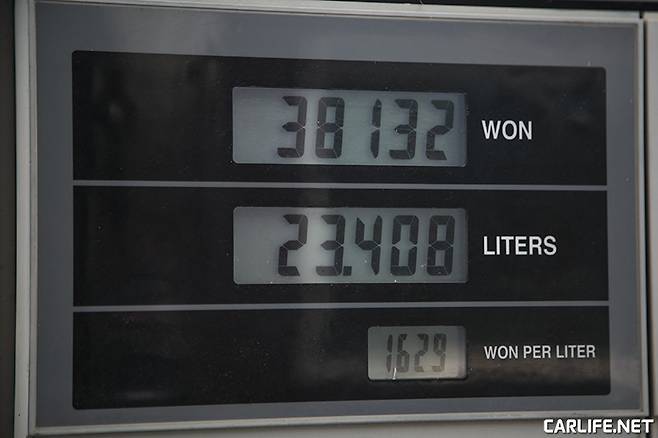 38132 WON
23.408 LITERS
1629 WON PER LITER
CARLIFE.NET